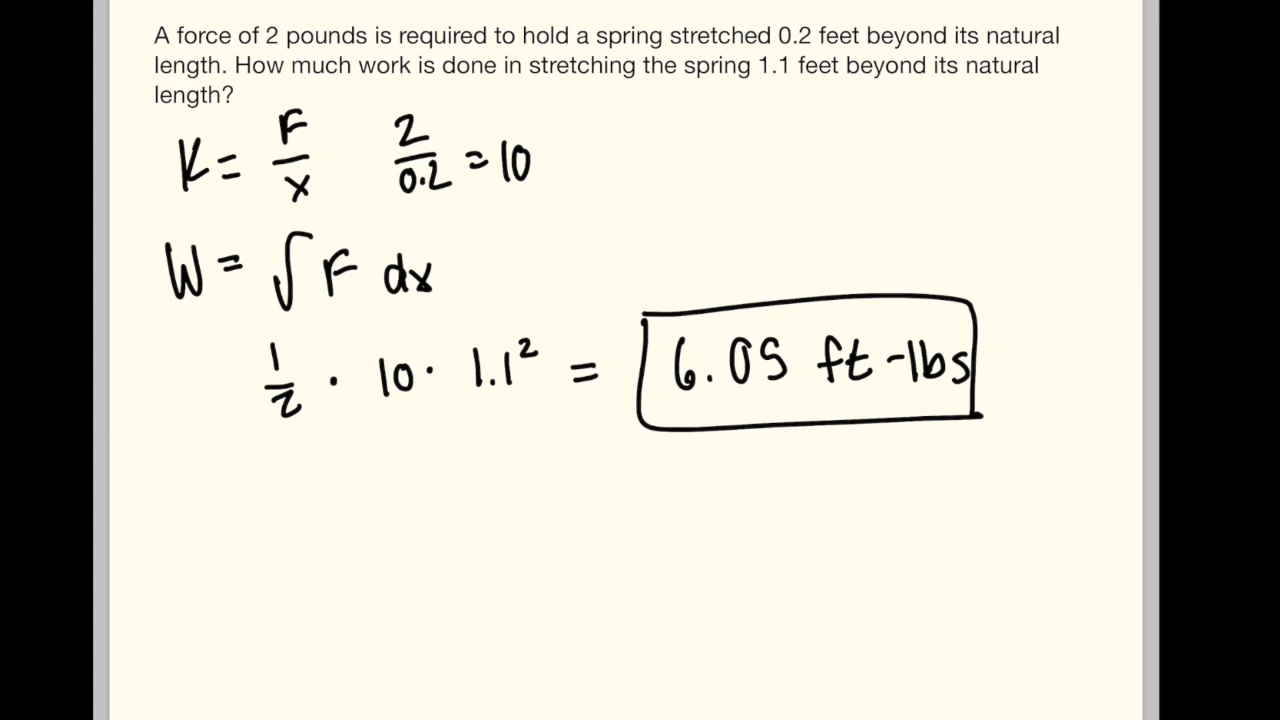 A force of 2 pounds is required to hold a spring stretched 0.2 feet beyond its natural
length. How much work is done in stretching the spring 1.1 feet beyond its natural
length?
K = F/x 2/0.2 = 10
W = ∫ F dx
1/2 · 10 · 1.1² = 6.05 ft-lbs